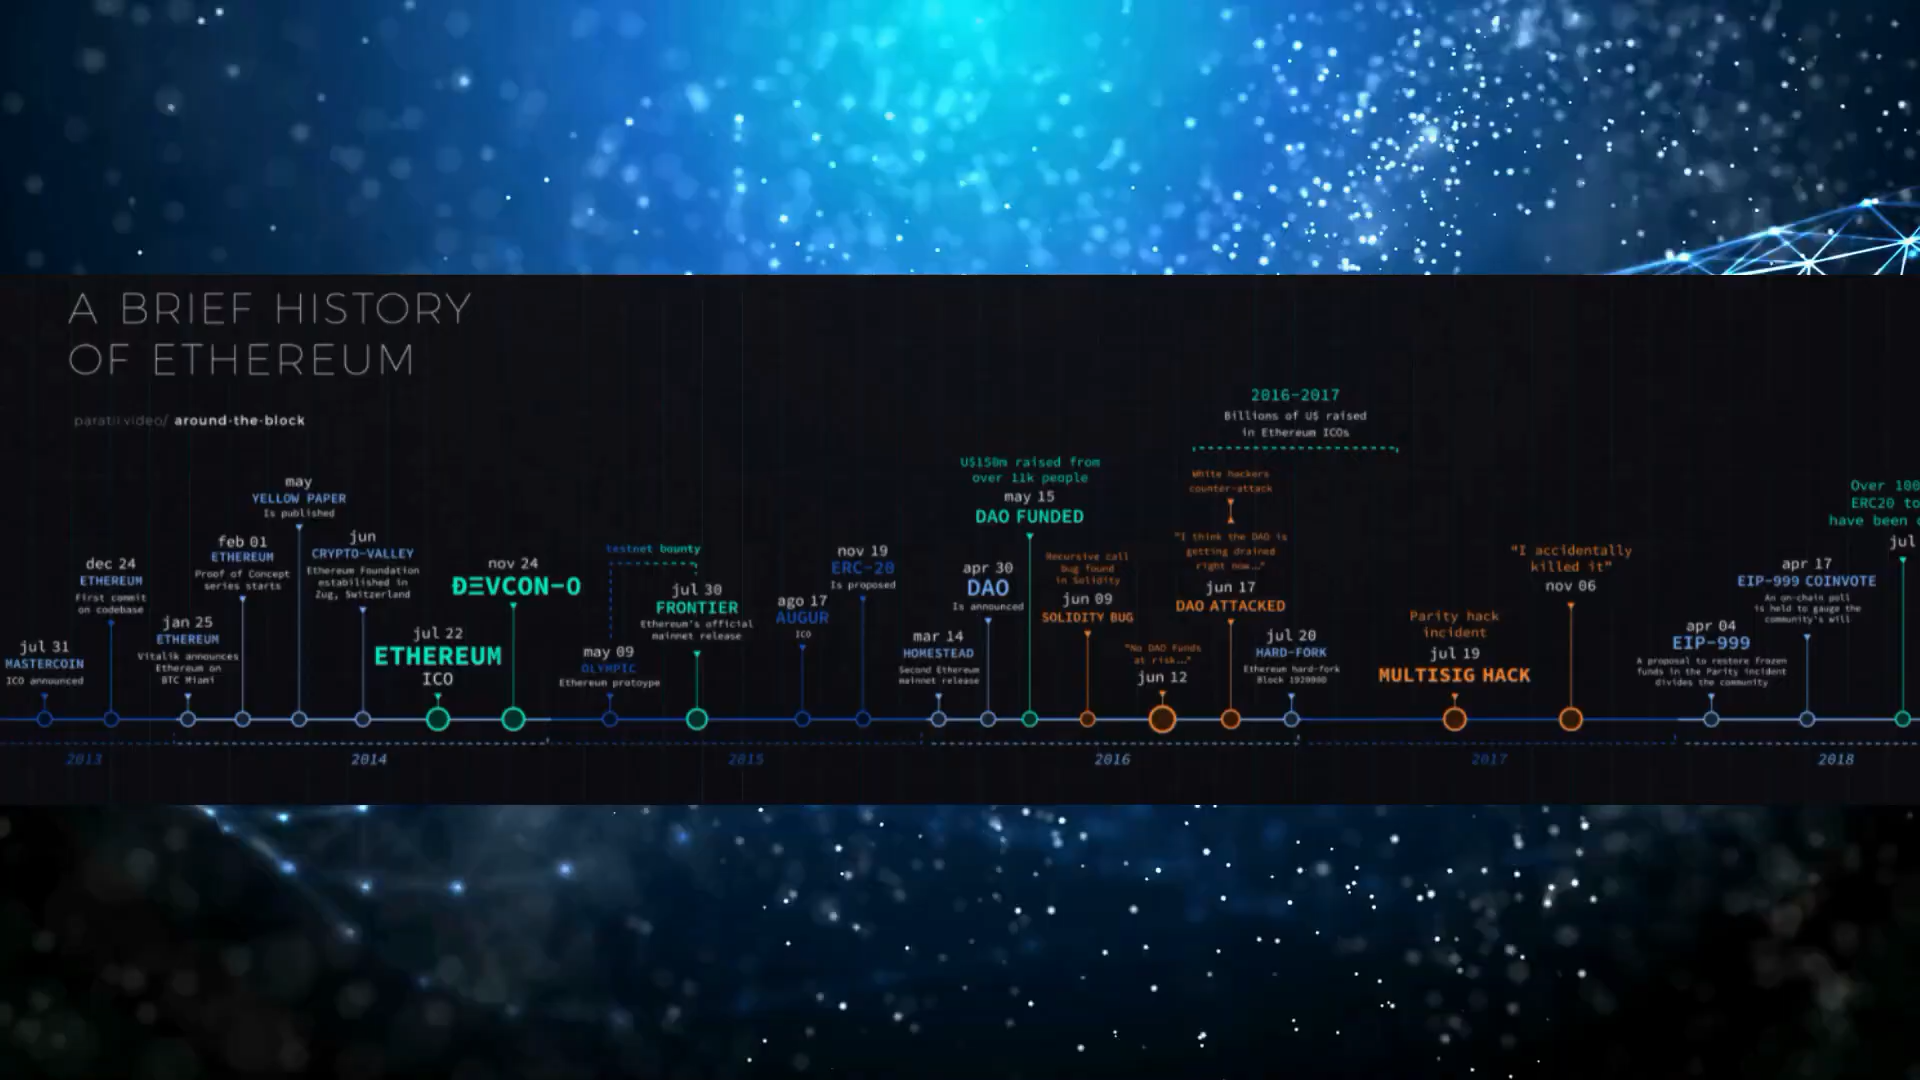 A BRIEF HISTORY
OF ETHEREUM
paratii.video/ around-the-block
jul 31
MASTERCOIN
ICO announced
dec 24
ETHEREUM
First commit
on codebase
jan 25
ETHEREUM
Vitalik announces
Ethereum on
BTC Miami
feb 01
ETHEREUM
Proof of Concept
series starts
may
YELLOW PAPER
Is published
jun
CRYPTO-VALLEY
Ethereum Foundation
estabilished in
Zug, Switzerland
jul 22
ETHEREUM
ICO
nov 24
ÐΞVCON-0
testnet bounty
may 09
OLYMPIC
Ethereum protoype
jul 30
FRONTIER
Ethereum's official
mainnet release
ago 17
AUGUR
ICO
nov 19
ERC-20
Is proposed
mar 14
HOMESTEAD
Second Ethereum
mainnet release
apr 30
DAO
Is announced
U$150m raised from
over 11k people
may 15
DAO FUNDED
Recursive call
bug found
in Solidity
jun 09
SOLIDITY BUG
"No DAO Funds
at risk..."
jun 12
2016-2017
Billions of U$ raised
in Ethereum ICOs
White hackers
counter-attack
"I think the DAO is
getting drained
right now..."
jun 17
DAO ATTACKED
jul 20
HARD-FORK
Ethereum hard-fork
Block 1920000
Parity hack
incident
jul 19
MULTISIG HACK
"I accidentally
killed it"
nov 06
apr 04
EIP-999
A proposal to restore frozen
funds in the Parity incident
divides the community
apr 17
EIP-999 COINVOTE
An on-chain poll
is held to gauge the
community's will
Over 100
ERC20 to
have been
jul
2013
2014
2015
2016
2017
2018